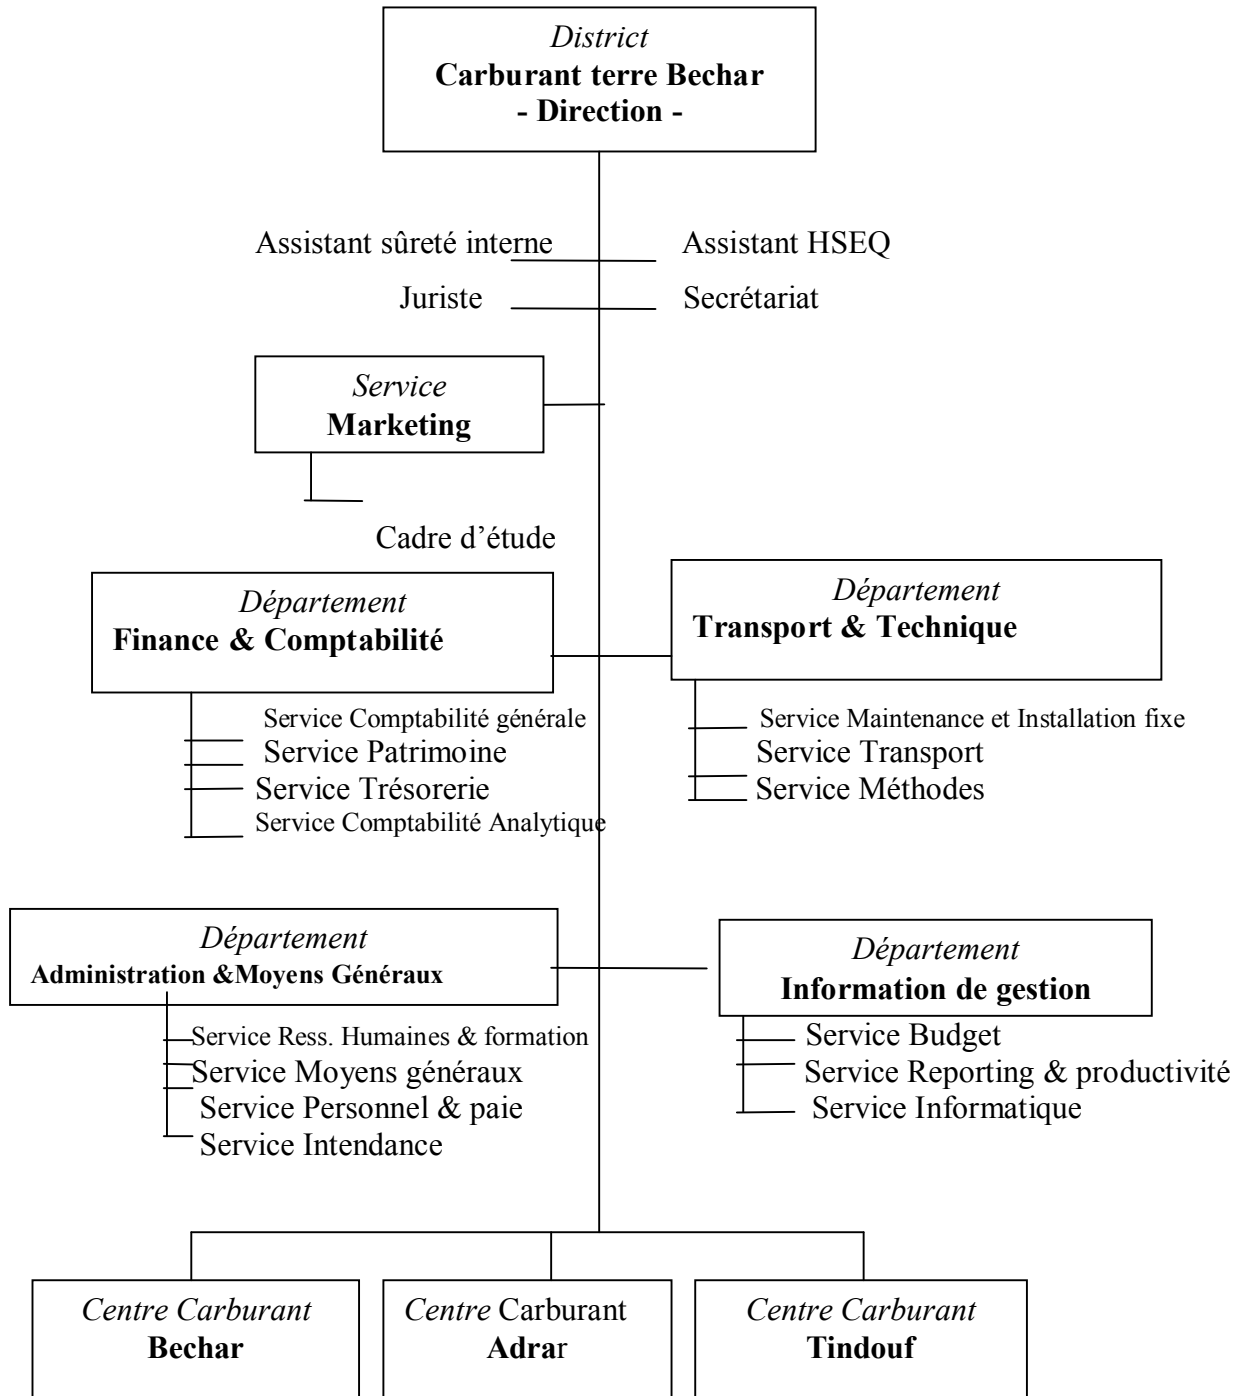 District
Carburant terre Bechar
- Direction -
Assistant sûreté interne
Assistant HSEQ
Juriste
Secrétariat
Service
Marketing
Cadre d’étude
Département
Finance & Comptabilité
Service Comptabilité générale
Service Patrimoine
Service Trésorerie
Service Comptabilité Analytique
Département
Transport & Technique
Service Maintenance et Installation fixe
Service Transport
Service Méthodes
Département
Administration &Moyens Généraux
Service Ress. Humaines & formation
Service Moyens généraux
Service Personnel & paie
Service Intendance
Département
Information de gestion
Service Budget
Service Reporting & productivité
Service Informatique
Centre Carburant
Bechar
Centre Carburant
Adrar
Centre Carburant
Tindouf